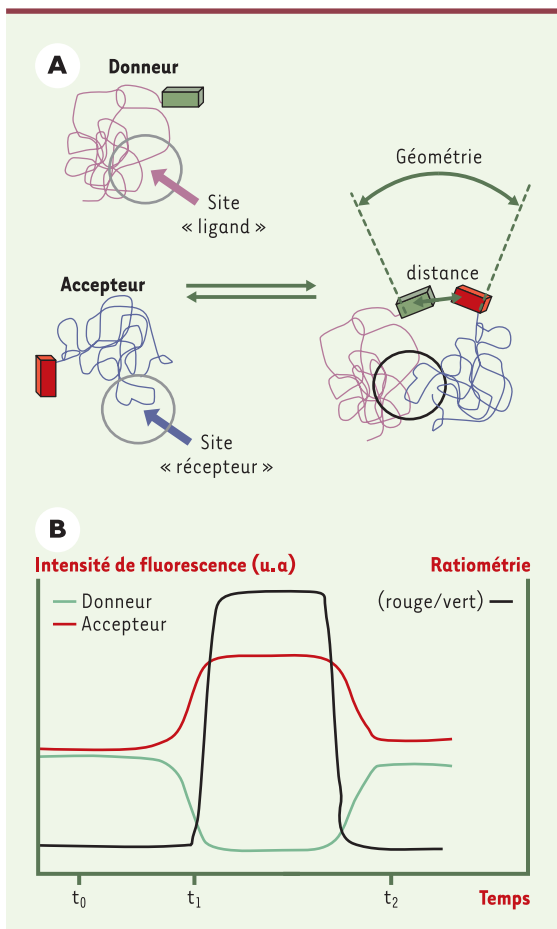 A
Donneur
Site
« ligand »
Accepteur
Site
« récepteur »
Géométrie
distance
B
Intensité de fluorescence (u.a)
Ratiométrie
Donneur
Accepteur
(rouge/vert)
t0
t1
t2
Temps